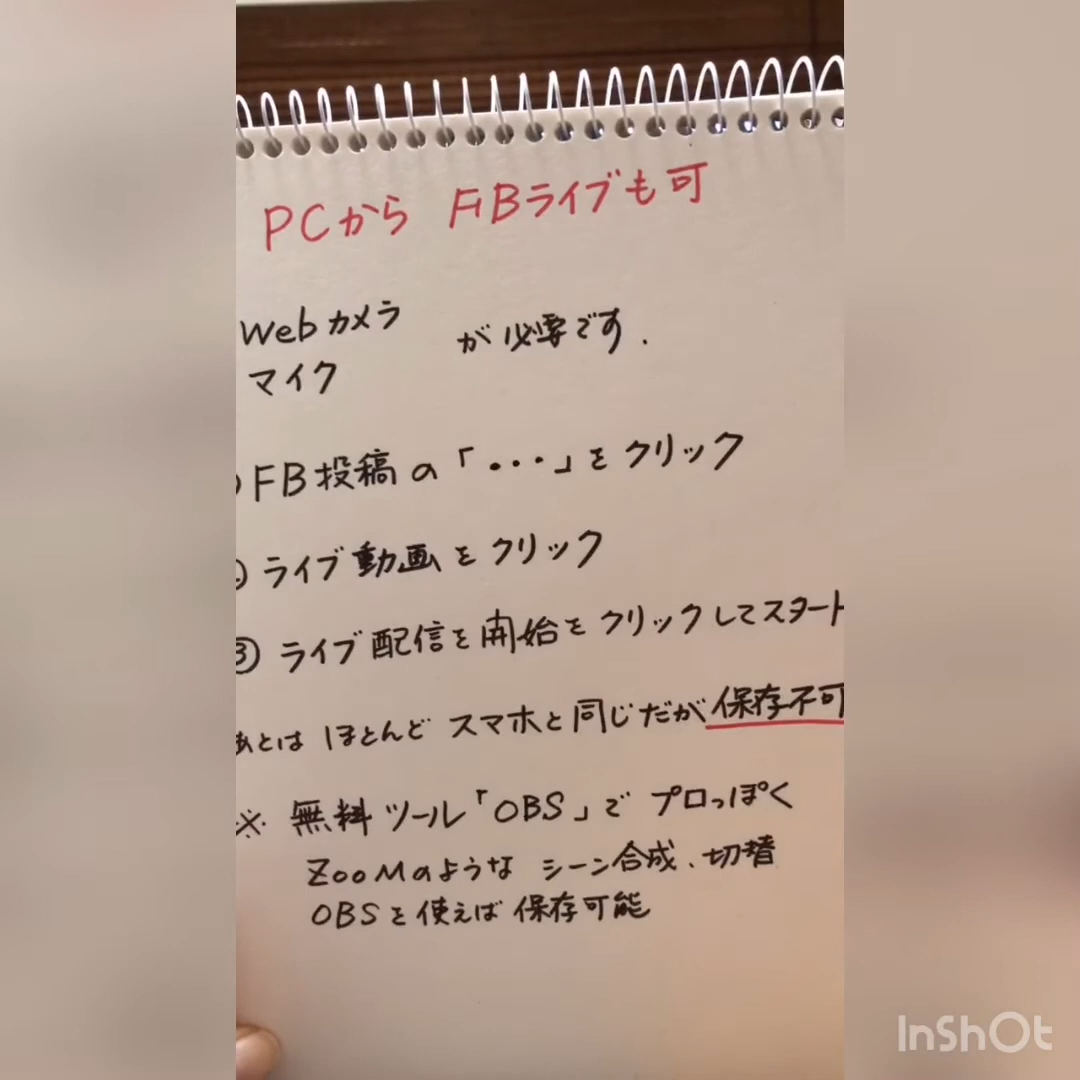 PCから FBライブも可
Webカメラ
マイク
が必要です.
FB投稿の「・・・」をクリック
ライブ動画をクリック
③ ライブ配信を開始をクリックしてスタート
あとは ほとんど スマホと同じだが保存不可
※ 無料ツール「OBS」で プロっぽく
ZooMのような シーン合成、切替
OBSを使えば 保存可能
InShOt